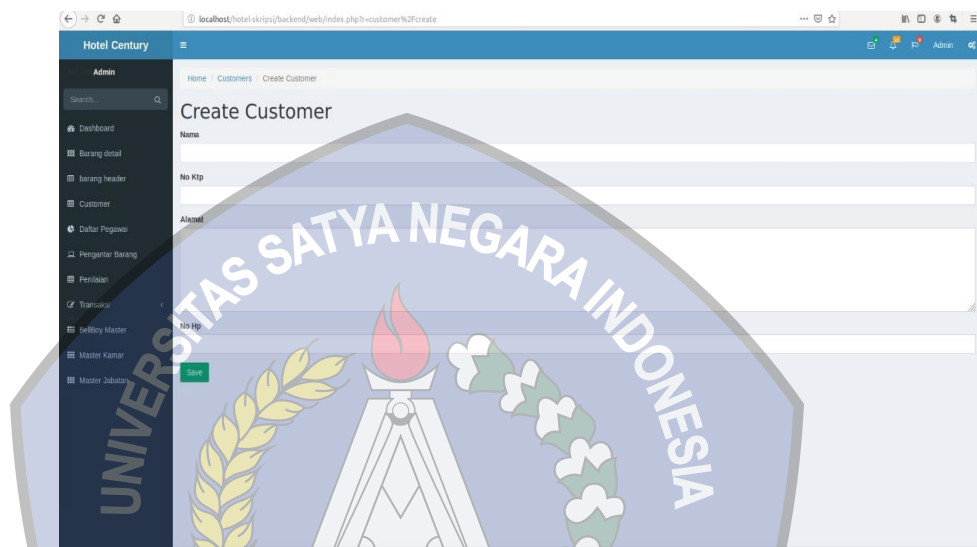 localhost/hotel-skripsi/backend/web/index.php?r=customer%2Fcreate
Hotel Century
Admin
Admin
Search...
Dashboard
Barang detail
barang header
Customer
Daftar Pegawai
Pengantar Barang
Penilaian
Transaksi
BellBoy Master
Master Kamar
Master Jabatan
Home / Customers / Create Customer
Create Customer
Nama
No Ktp
Alamat
No Hp
Save
UNIVERSITAS SATYA NEGARA INDONESIA